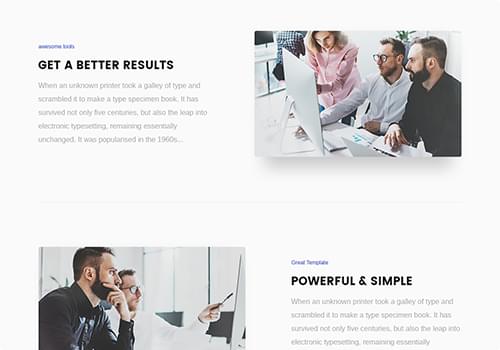 awesome tools
GET A BETTER RESULTS
When an unknown printer took a galley of type and
scrambled it to make a type specimen book. It has
survived not only five centuries, but also the leap into
electronic typesetting, remaining essentially
unchanged. It was popularised in the 1960s...
Great Template
POWERFUL & SIMPLE
When an unknown printer took a galley of type and
scrambled it to make a type specimen book. It has
survived not only five centuries, but also the leap into
electronic typesetting, remaining essentially